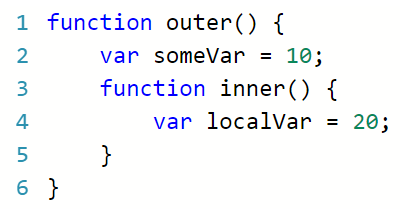 1 function outer() {
2     var someVar = 10;
3     function inner() {
4         var localVar = 20;
5     }
6 }